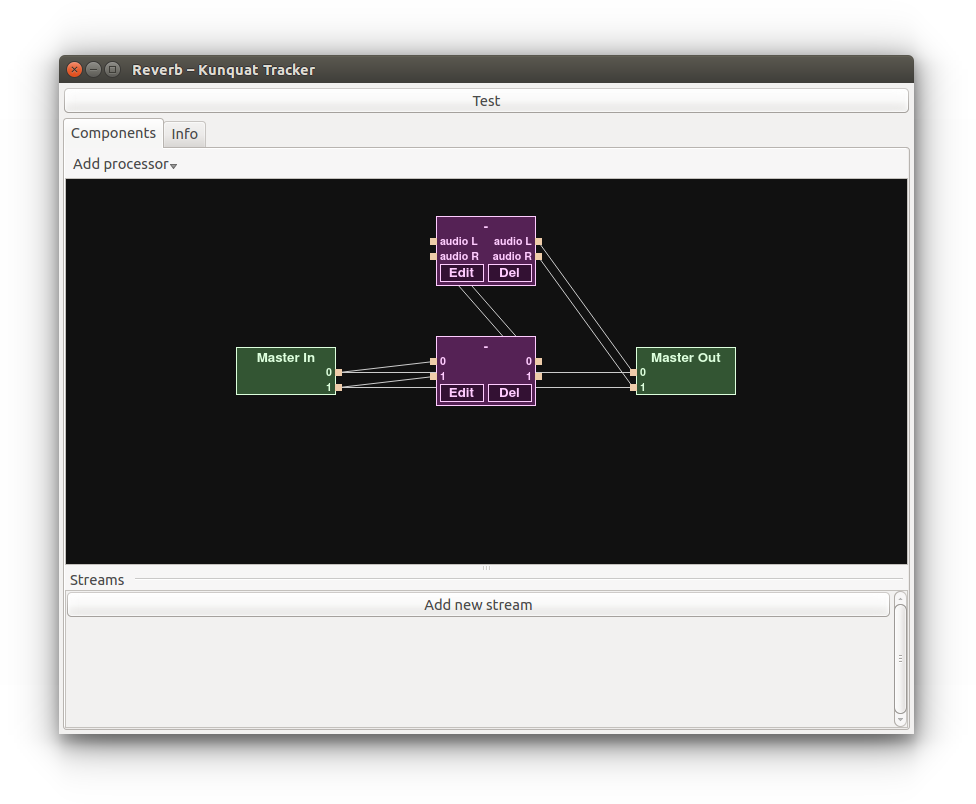 Reverb – Kunquat Tracker
Test
Components Info
Add processor
-
audio L audio L
audio R audio R
Edit Del
Master In
0
1
-
0 0
1 1
Edit Del
Master Out
0
1
Streams
Add new stream